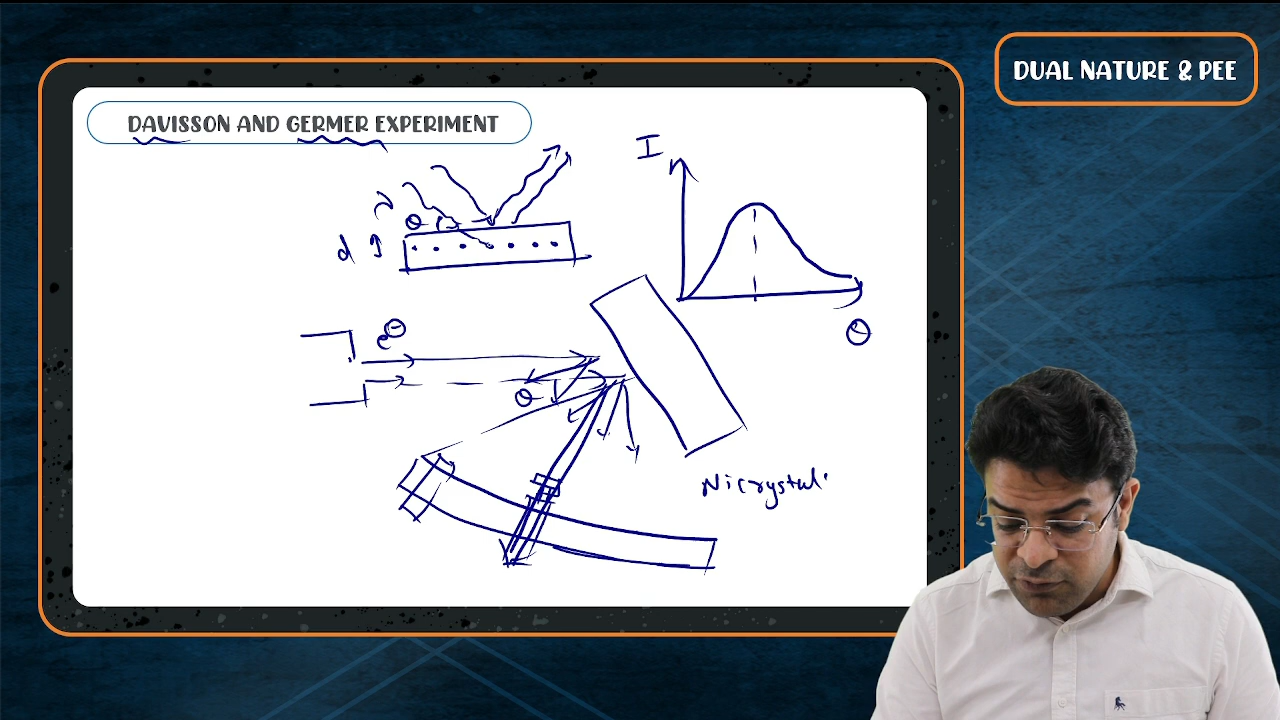 DUAL NATURE & PEE
DAVISSON AND GERMER EXPERIMENT
I
θ
d
e⊖
θ
θ
Ni crystal